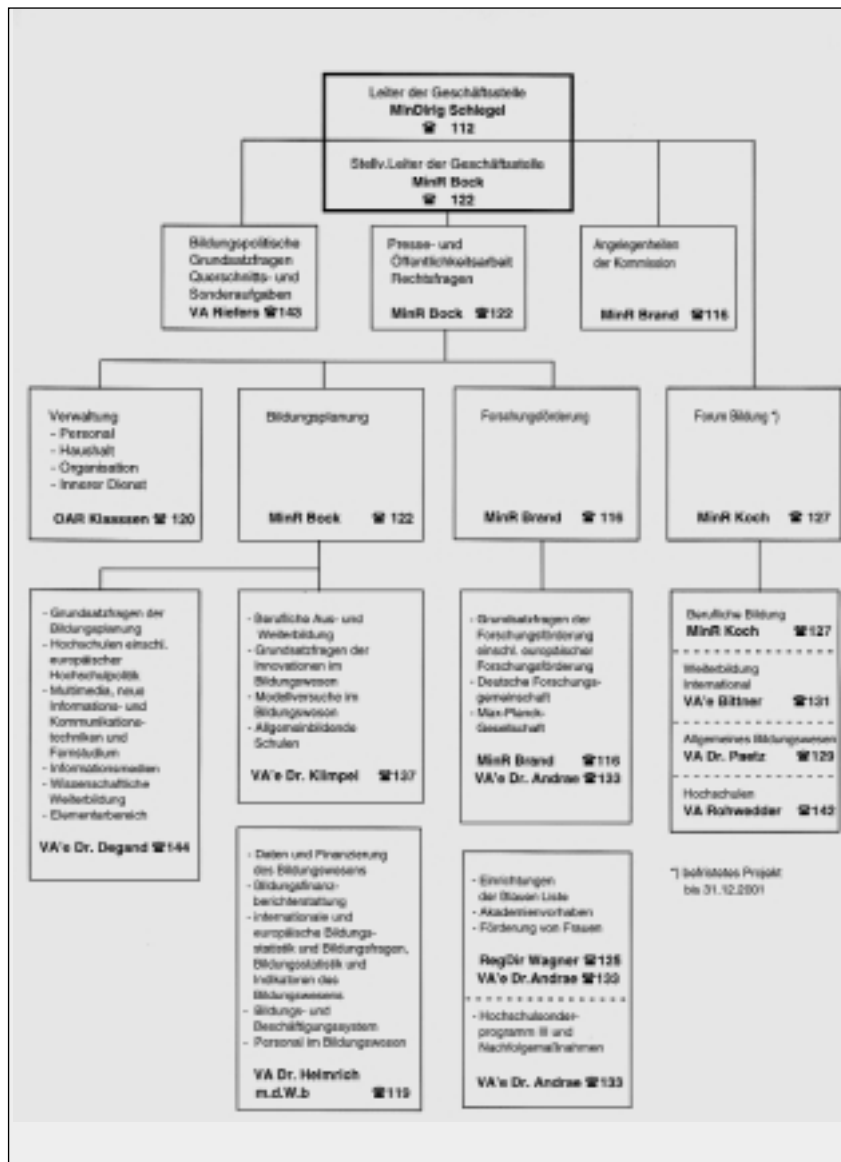 Leiter der Geschäftsstelle
MinDirig Schlegel
☎ 112
Stellv.Leiter der Geschäftsstelle
MinR Bock
☎ 122
Bildungspolitische
Grundsatzfragen
Querschnitts- und
Sonderaufgaben
VA Riefers ☎143
Presse- und
Öffentlichkeitsarbeit
Rechtsfragen
MinR Bock ☎122
Angelegenheiten
der Kommission
MinR Brand ☎116
Verwaltung
- Personal
- Haushalt
- Organisation
- Innerer Dienst
OAR Klaassen ☎ 120
Bildungsplanung
MinR Bock ☎ 122
Forschungsförderung
MinR Brand ☎ 116
Forum Bildung *)
MinR Koch ☎ 127
- Grundsatzfragen der
Bildungsplanung
- Hochschulen einschl.
europäischer
Hochschulpolitik
- Multimedia, neue
Informations- und
Kommunikations-
techniken und
Fernstudium
- Informationsmedien
- Wissenschaftliche
Weiterbildung
- Elementarbereich
VA'e Dr. Degand ☎144
- Berufliche Aus- und
Weiterbildung
- Grundsatzfragen der
Innovationen im
Bildungswesen
- Modellversuche im
Bildungswesen
- Allgemeinbildende
Schulen
VA'e Dr. Klimpel ☎137
- Daten und Finanzierung
des Bildungswesens
- Bildungsfinanz-
berichterstattung
- internationale und
europäische Bildungs-
statistik und Bildungsfragen,
Bildungsstatistik und
Indikatoren des
Bildungswesens
- Bildungs- und
Beschäftigungssystem
- Personal im Bildungswesen
VA Dr. Heimrich
m.d.W.b ☎119
- Grundsatzfragen der
Forschungsförderung
einschl. europäischer
Forschungsförderung
- Deutsche Forschungs-
gemeinschaft
- Max-Planck-
Gesellschaft
MinR Brand ☎116
VA'e Dr. Andrae ☎133
- Einrichtungen
der Blauen Liste
- Akademienvorhaben
- Förderung von Frauen
RegDir Wagner ☎125
VA'e Dr.Andrae ☎133
- Hochschulsonder-
programm III und
Nachfolgemaßnahmen
VA'e Dr. Andrae ☎133
Berufliche Bildung
MinR Koch ☎127
Weiterbildung
International
VA'e Bittner ☎131
Allgemeines Bildungswesen
VA Dr. Paetz ☎129
Hochschulen
VA Rohwedder ☎142
*) befristetes Projekt
bis 31.12.2001